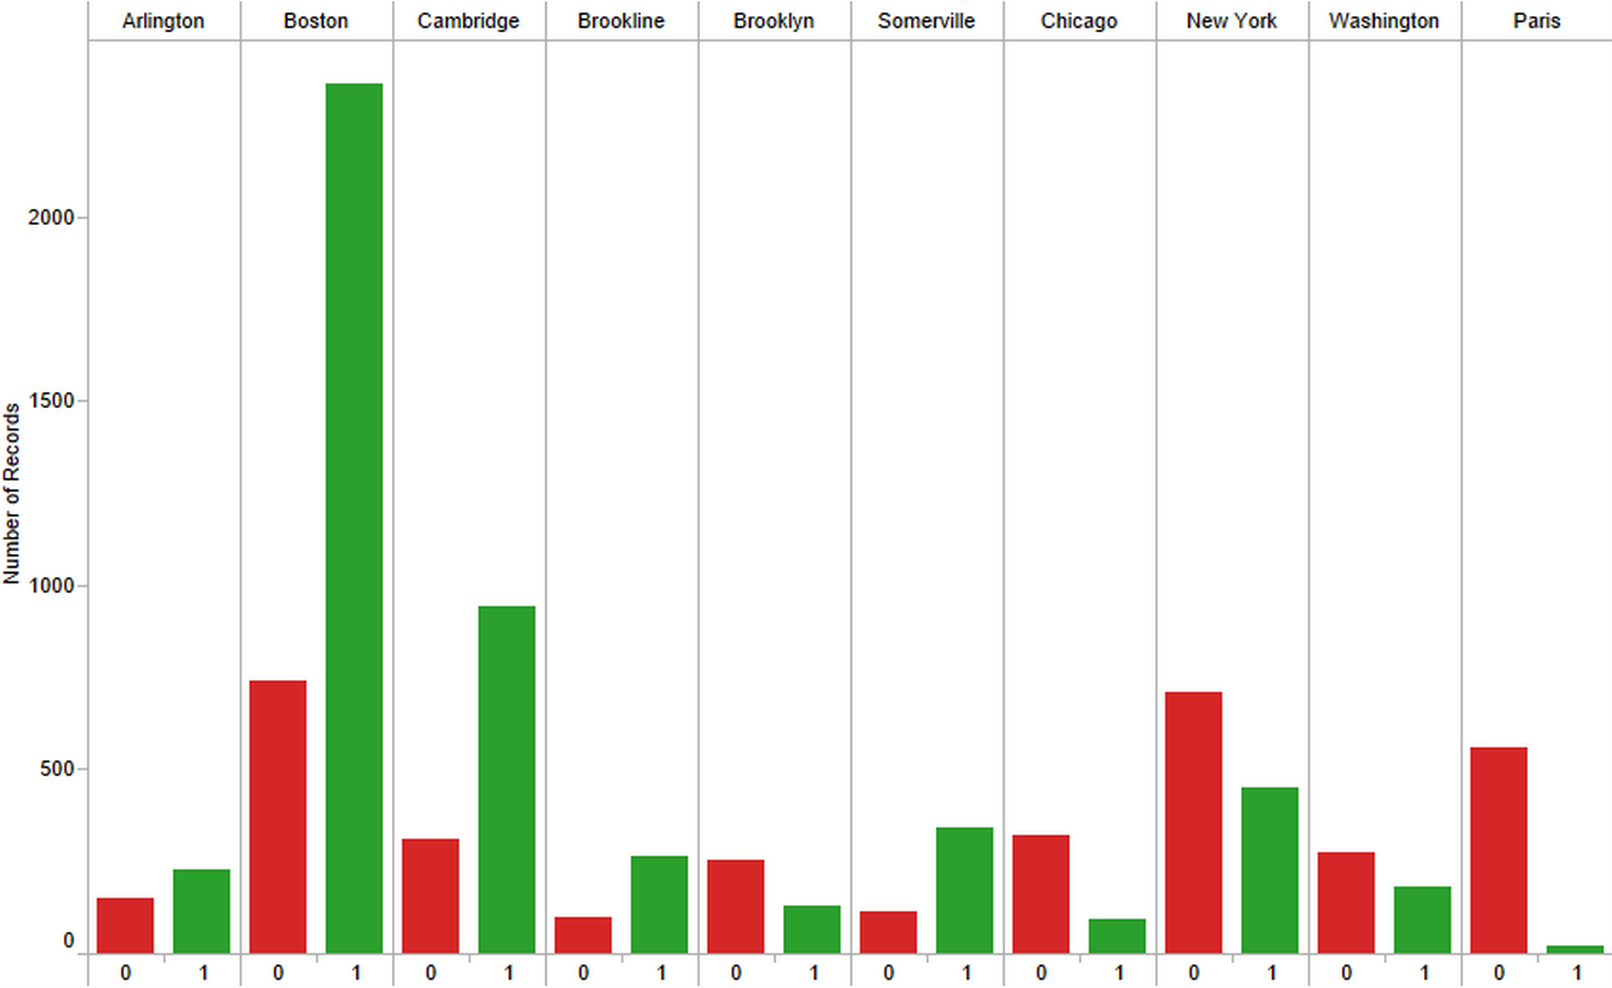 Arlington Boston Cambridge Brookline Brooklyn Somerville Chicago New York Washington Paris
Number of Records
2000
1500
1000
500
0
0 1 0 1 0 1 0 1 0 1 0 1 0 1 0 1 0 1 0 1